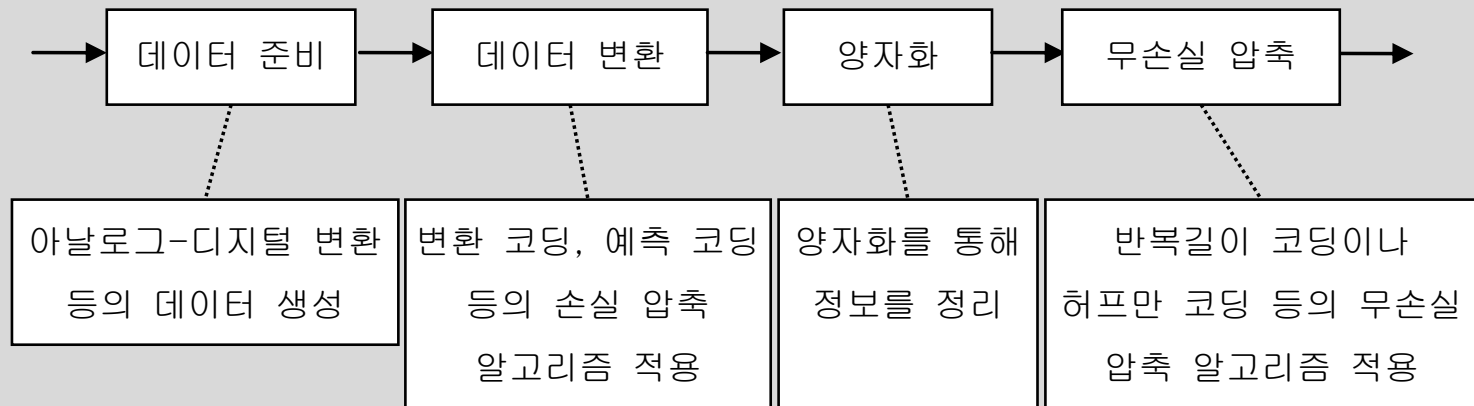 데이터 준비
데이터 변환
양자화
무손실 압축
아날로그-디지털 변환
등의 데이터 생성
변환 코딩, 예측 코딩
등의 손실 압축
알고리즘 적용
양자화를 통해
정보를 정리
반복길이 코딩이나
허프만 코딩 등의 무손실
압축 알고리즘 적용